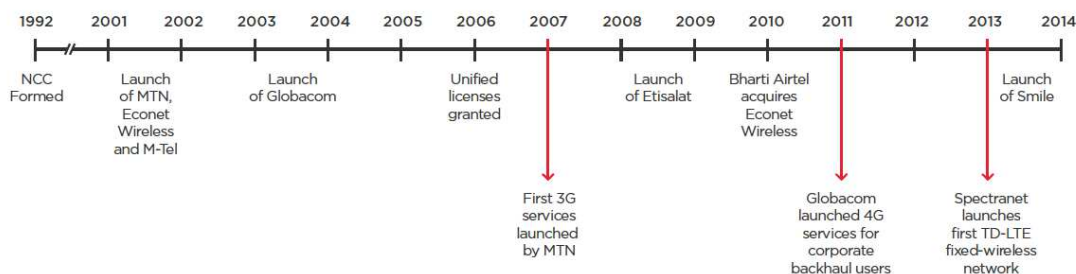 1992 2001 2002 2003 2004 2005 2006 2007 2008 2009 2010 2011 2012 2013 2014
NCC
Formed
Launch
of MTN,
Econet
Wireless
and M-Tel
Launch
of Globacom
Unified
licenses
granted
Launch
of Etisalat
Bharti Airtel
acquires
Econet
Wireless
Launch
of Smile
First 3G
services
launched
by MTN
Globacom
launched 4G
services for
corporate
backhaul users
Spectranet
launches
first TD-LTE
fixed-wireless
network